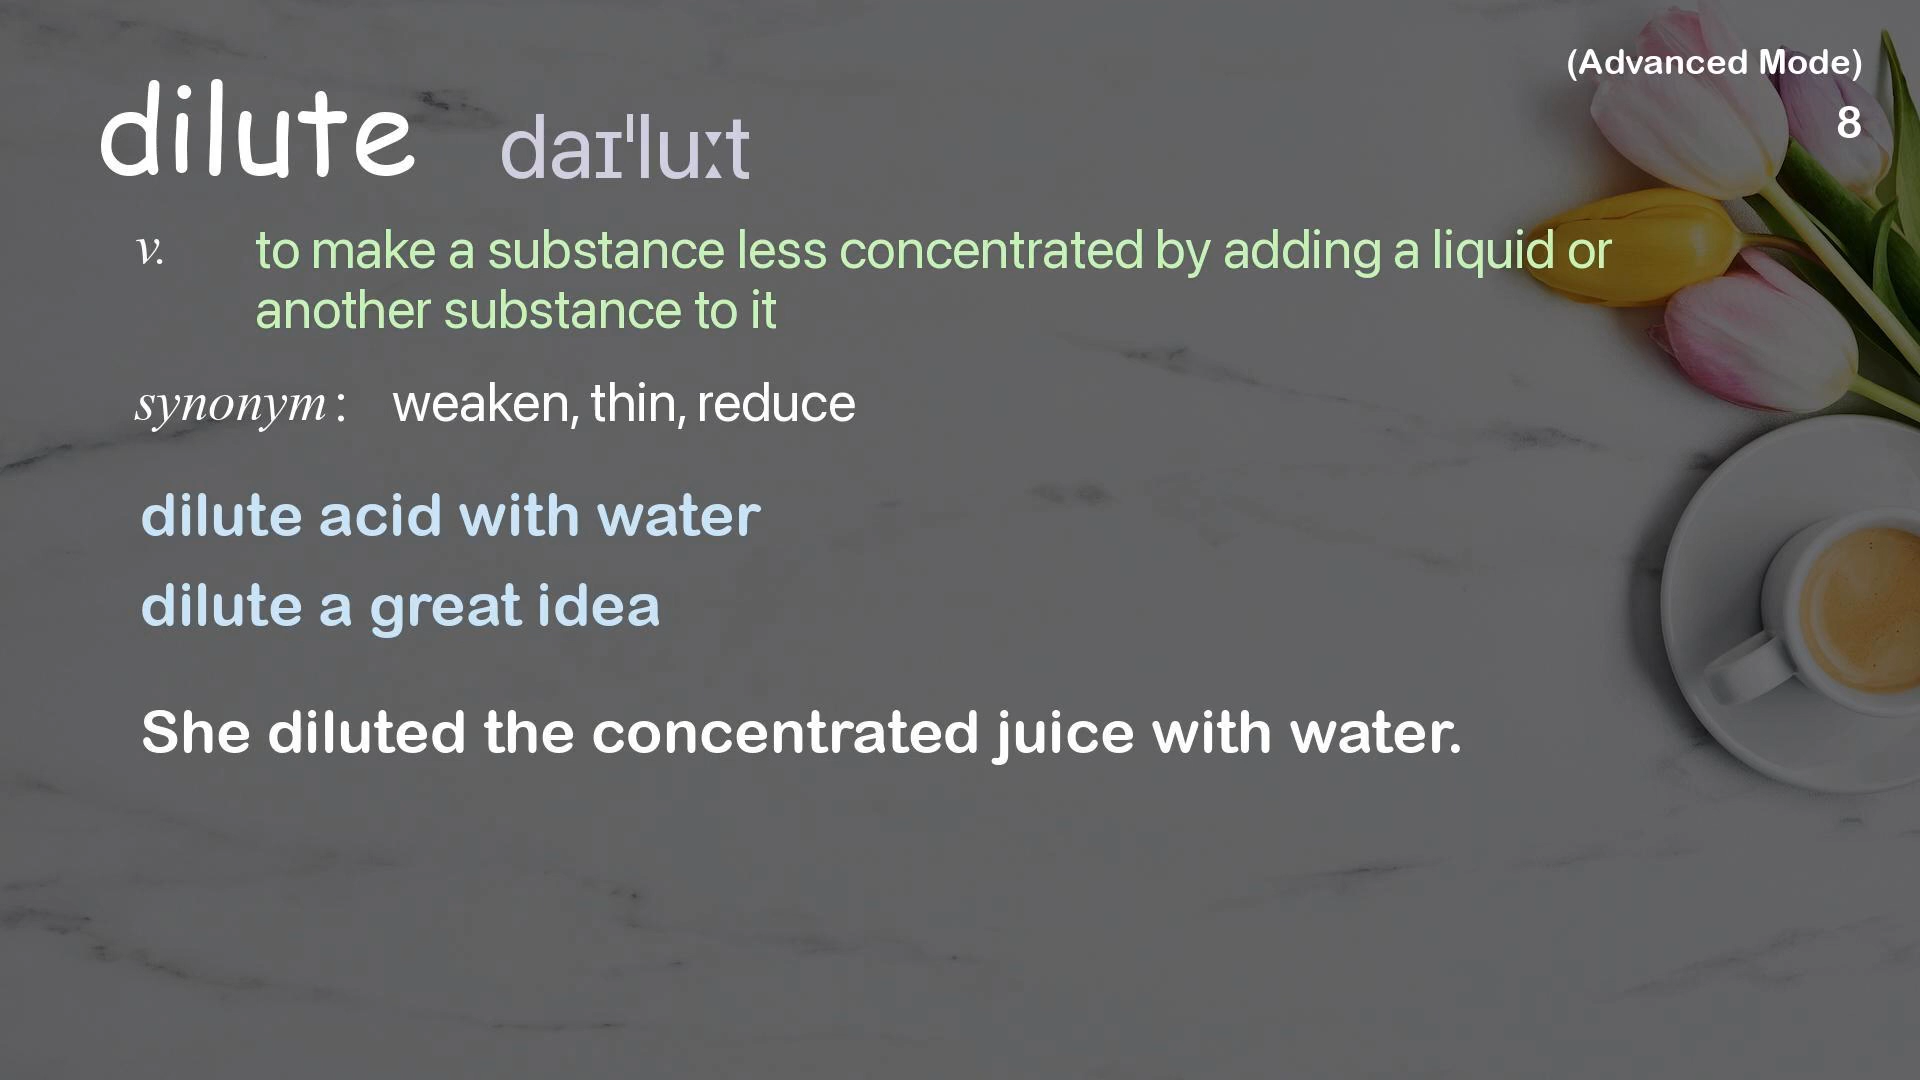 (Advanced Mode)
8
dilute daɪˈluːt
v. to make a substance less concentrated by adding a liquid or
another substance to it
synonym: weaken, thin, reduce
dilute acid with water
dilute a great idea
She diluted the concentrated juice with water.